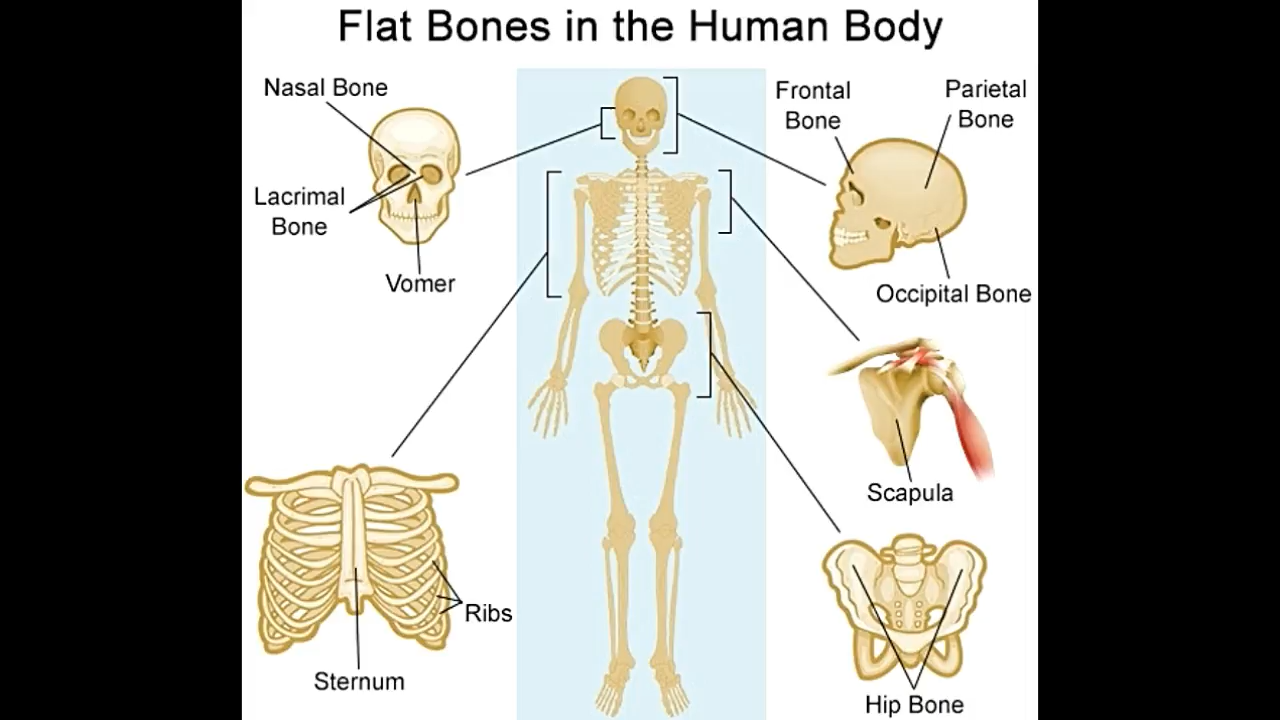 Flat Bones in the Human Body
Nasal Bone
Lacrimal
Bone
Vomer
Frontal
Bone
Parietal
Bone
Occipital Bone
Scapula
Ribs
Sternum
Hip Bone